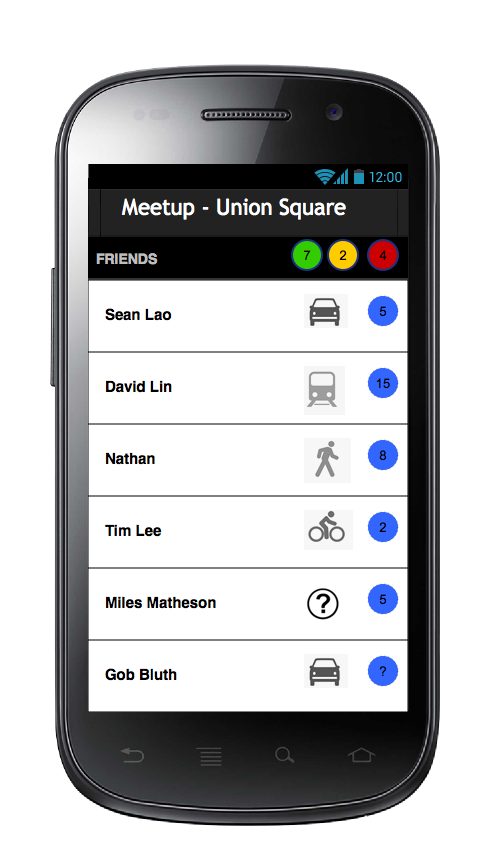 12:00
Meetup - Union Square
FRIENDS 7 2 4
Sean Lao 5
David Lin 15
Nathan 8
Tim Lee 2
Miles Matheson ? 5
Gob Bluth ?